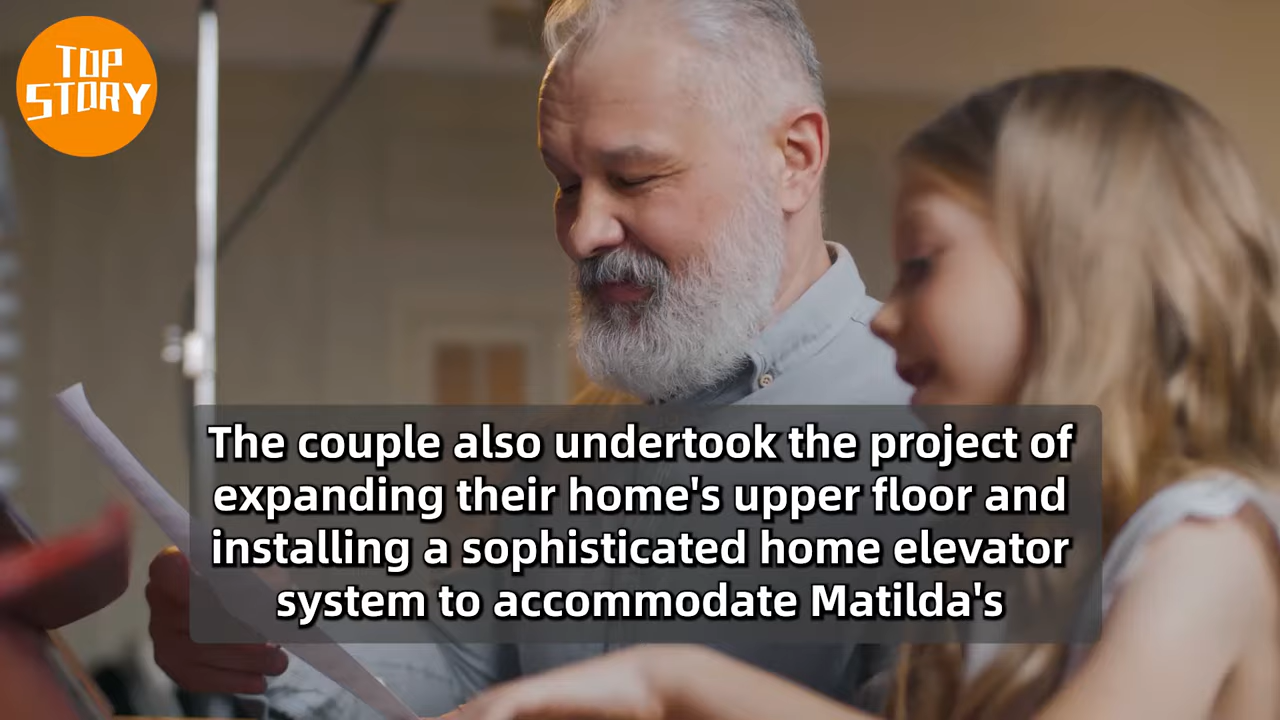 TOP
STORY
The couple also undertook the project of
expanding their home's upper floor and
installing a sophisticated home elevator
system to accommodate Matilda's